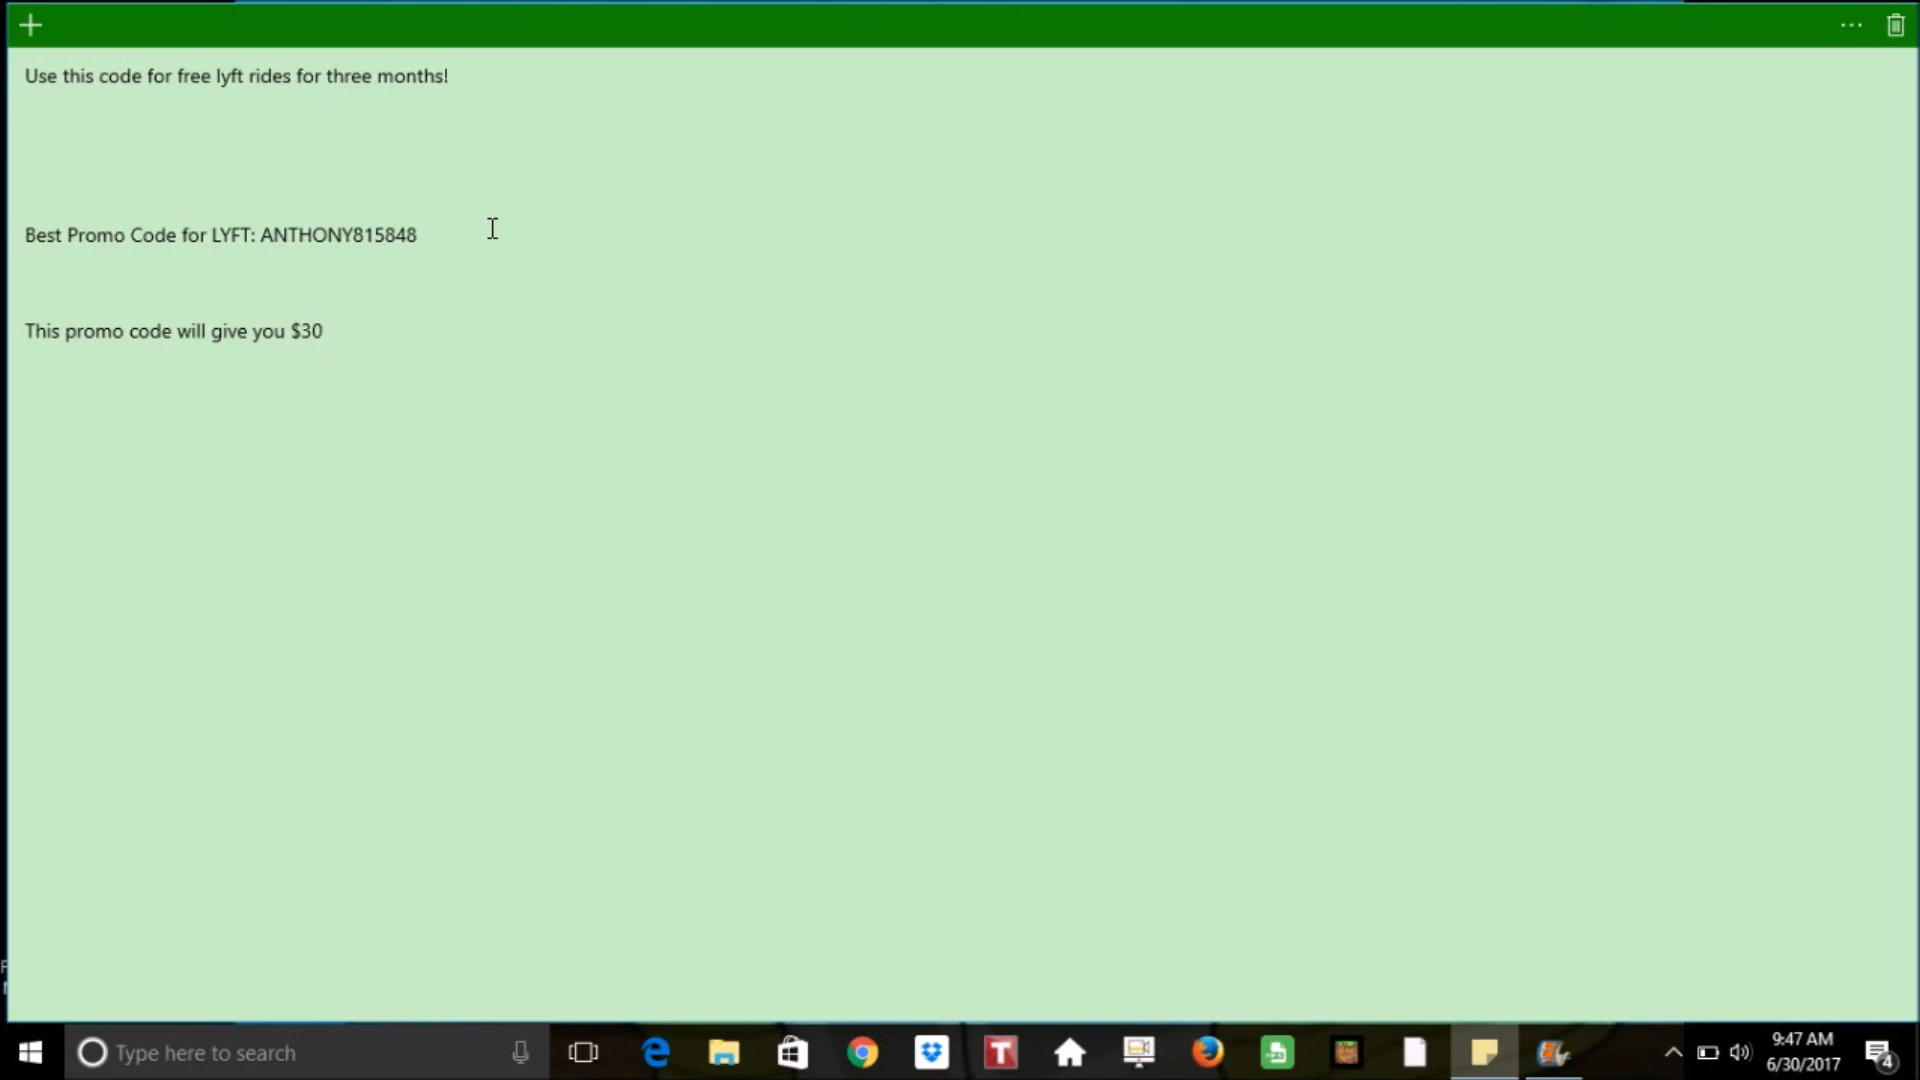 Use this code for free lyft rides for three months!
Best Promo Code for LYFT: ANTHONY815848
This promo code will give you $30
Type here to search
9:47 AM
6/30/2017
4